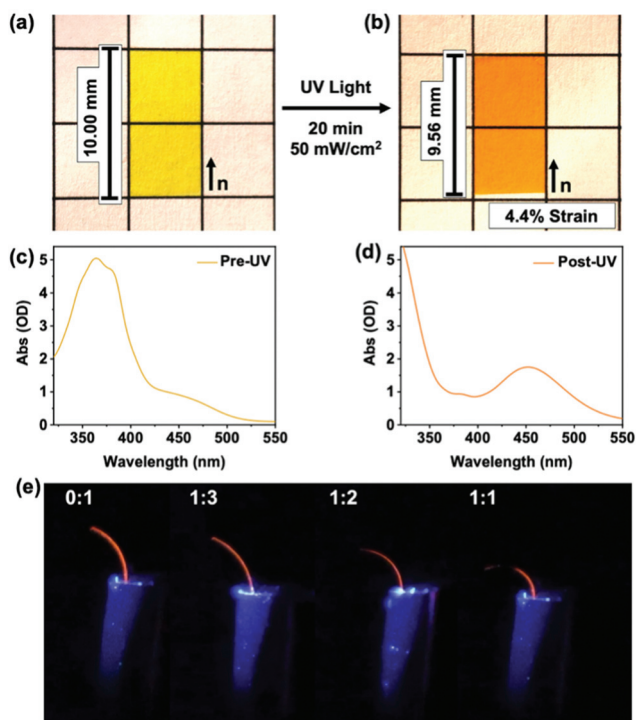 (a)
10.00 mm
n
UV Light
20 min
50 mW/cm²
(b)
9.56 mm
n
4.4% Strain
(c)
Pre-UV
Abs (OD)
5
4
3
2
1
0
350 400 450 500 550
Wavelength (nm)
(d)
Post-UV
Abs (OD)
5
4
3
2
1
0
350 400 450 500 550
Wavelength (nm)
(e)
0:1 1:3 1:2 1:1